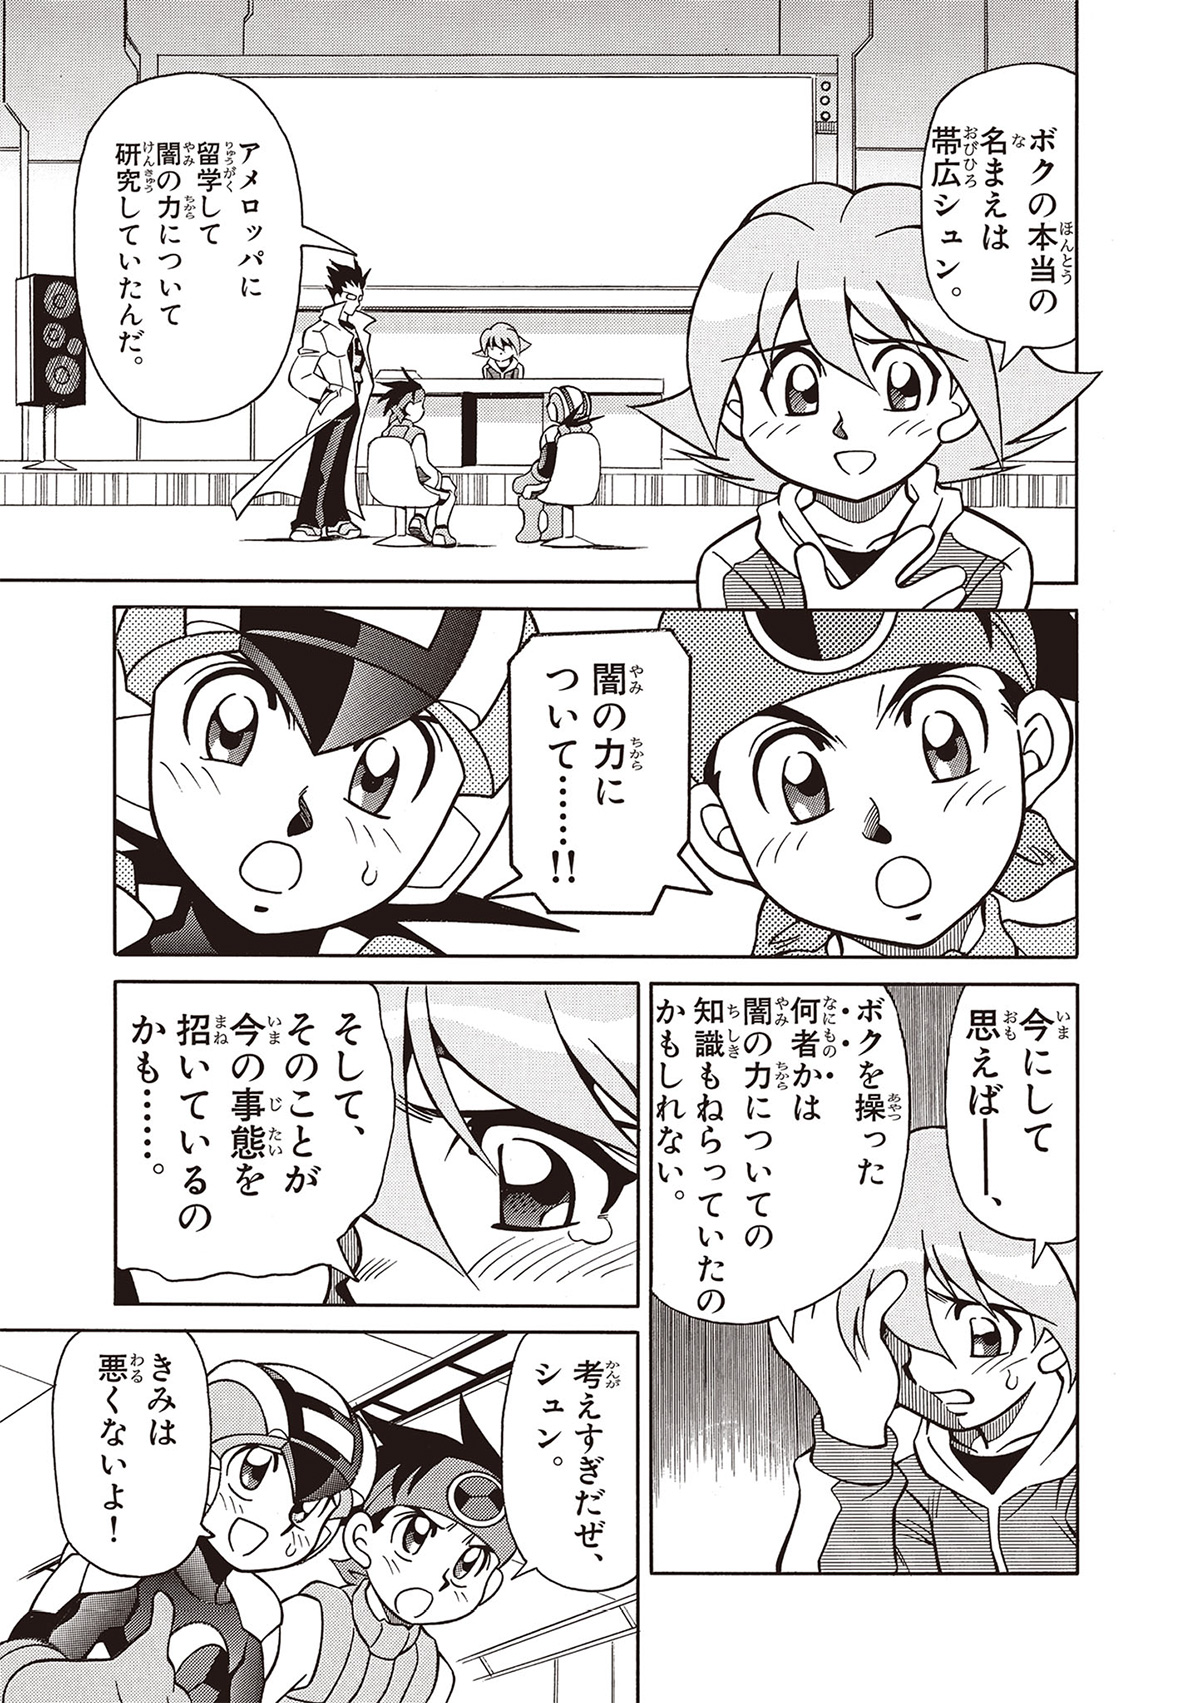 ボクの本当の
名まえは
帯広シュン。
アメロッパに
留学して
闇の力について
研究していたんだ。
闇の力に
ついて………!!
今にして
思えば――、
ボクを操った
何者かは
闇の力についての
知識もねらっていたの
かもしれない。
そして、
そのことが
今の事態を
招いているの
かも………。
考えすぎだぜ、
シュン。
きみは
悪くないよ！